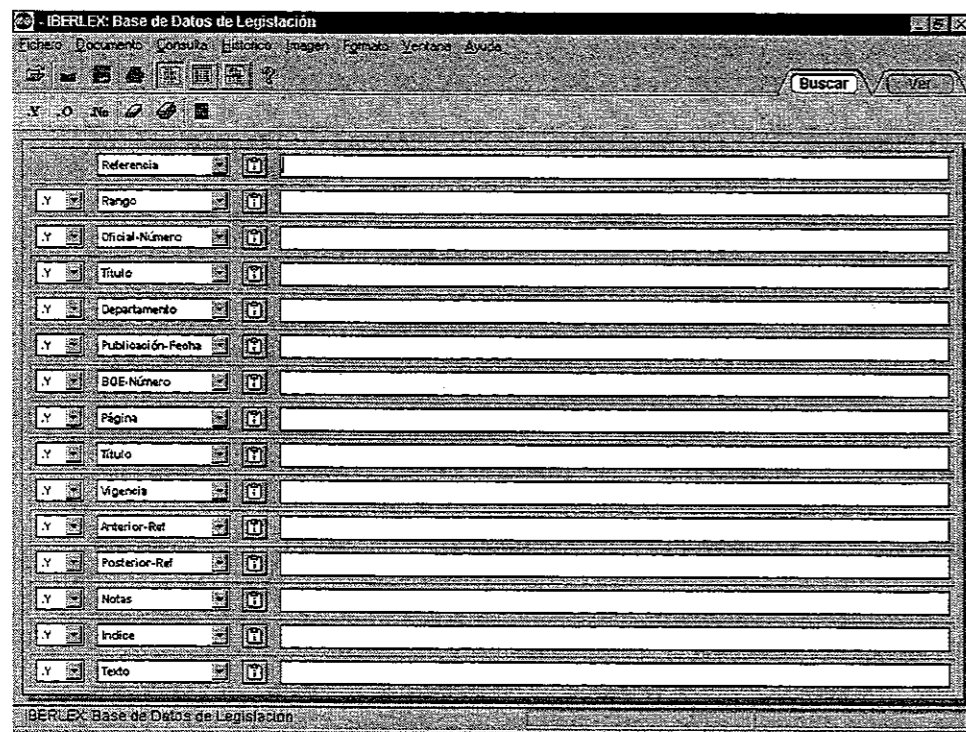 - IBERLEX: Base de Datos de Legislación
Fichero Documento Consulta Histórico Imagen Formato Ventana Ayuda
Buscar Ver
.Y .O .No
Referencia
.Y Rango
.Y Oficial-Número
.Y Título
.Y Departamento
.Y Publicación-Fecha
.Y BOE-Número
.Y Página
.Y Título
.Y Vigencia
.Y Anterior-Ref
.Y Posterior-Ref
.Y Notas
.Y Indice
.Y Texto
IBERLEX: Base de Datos de Legislación